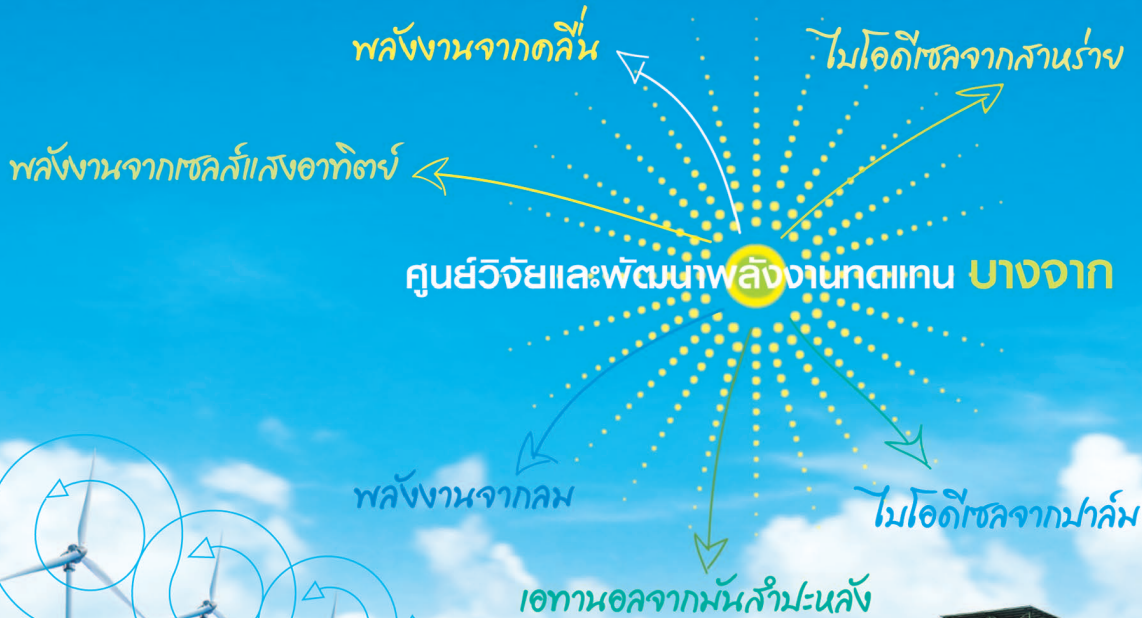 พลังงานจากคลื่น
ไบโอดีเซลจากสาหร่าย
พลังงานจากเซลส์แสงอาทิตย์
ศูนย์วิจัยและพัฒนาพลังงานทดแทน บางจาก
พลังงานจากลม
ไบโอดีเซลจากปาล์ม
เอทานอลจากมันสำปะหลัง